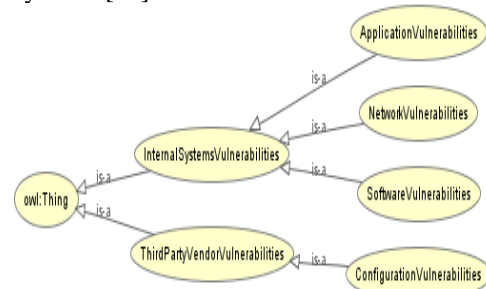 ApplicationVulnerabilities
is-a
NetworkVulnerabilities
is-a
InternalSystemsVulnerabilities
is-a
is-a
SoftwareVulnerabilities
owl:Thing
is-a
ThirdPartyVendorVulnerabilities
is-a
ConfigurationVulnerabilities